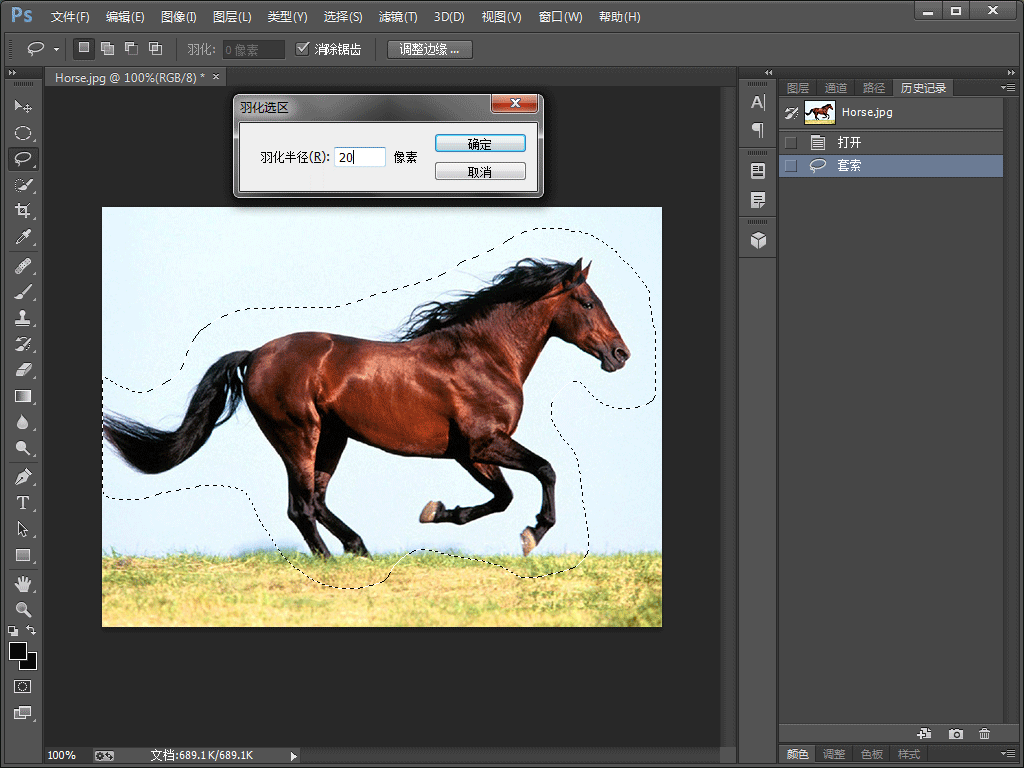 Ps 文件(F) 编辑(E) 图像(I) 图层(L) 类型(Y) 选择(S) 滤镜(T) 3D(D) 视图(V) 窗口(W) 帮助(H)
羽化: 0 像素 消除锯齿 调整边缘 ...
Horse.jpg @ 100%(RGB/8) * ×
羽化选区
羽化半径(R): 20 像素
确定
取消
图层 通道 路径 历史记录
Horse.jpg
打开
套索
100% 文档:689.1K/689.1K
颜色 调整 色板 样式